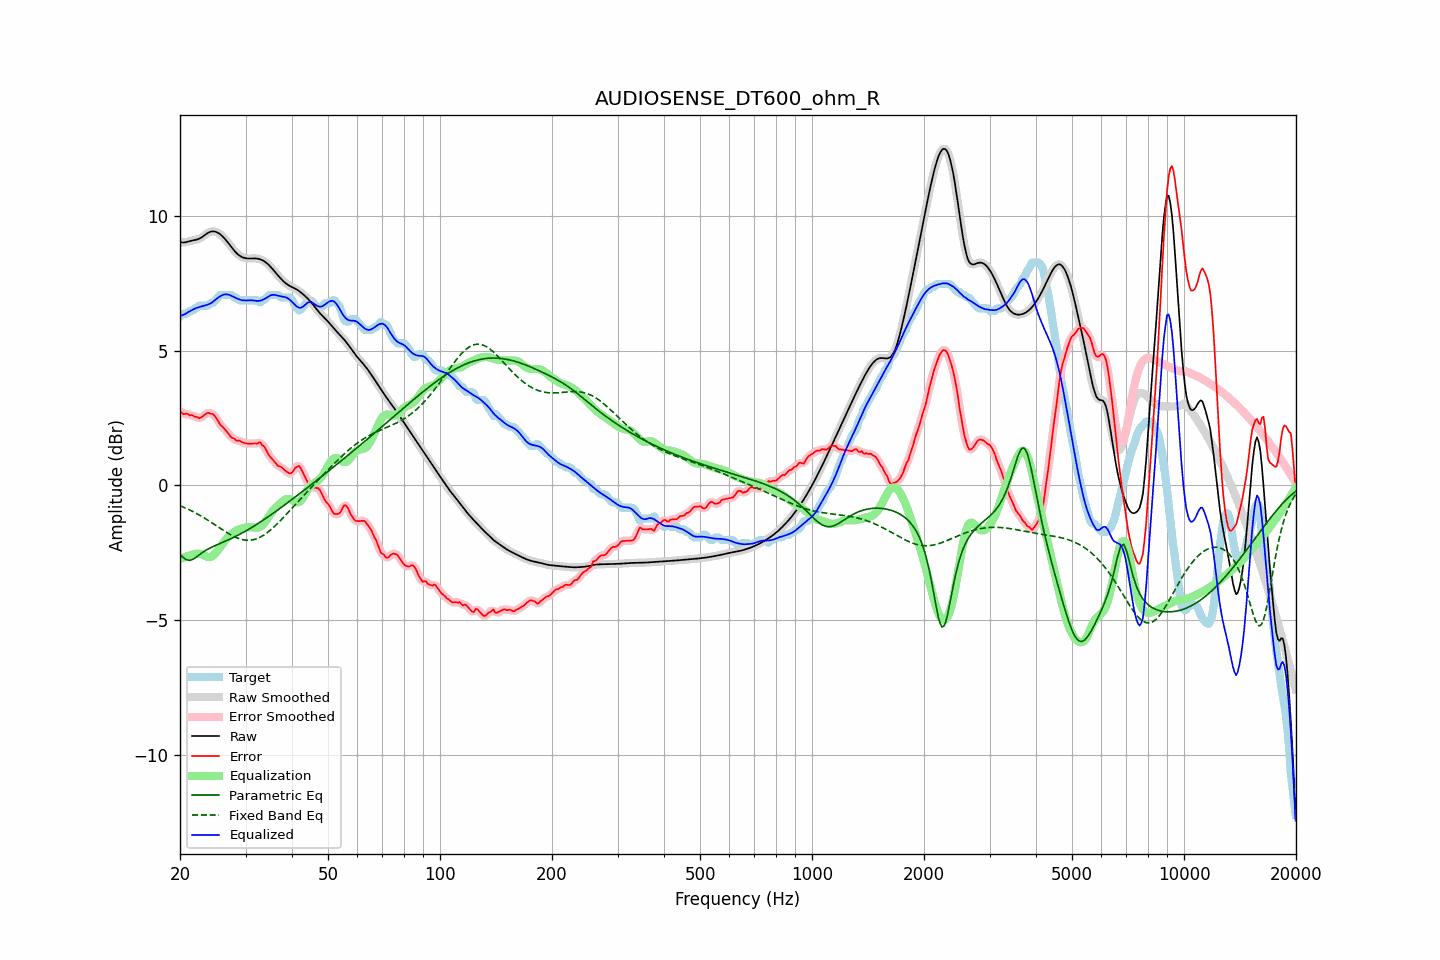 AUDIOSENSE_DT600_ohm_R
Amplitude (dBr)
10
5
0
−5
−10
Target
Raw Smoothed
Error Smoothed
Raw
Error
Equalization
Parametric Eq
Fixed Band Eq
Equalized
20 50 100 200 500 1000 2000 5000 10000 20000
Frequency (Hz)